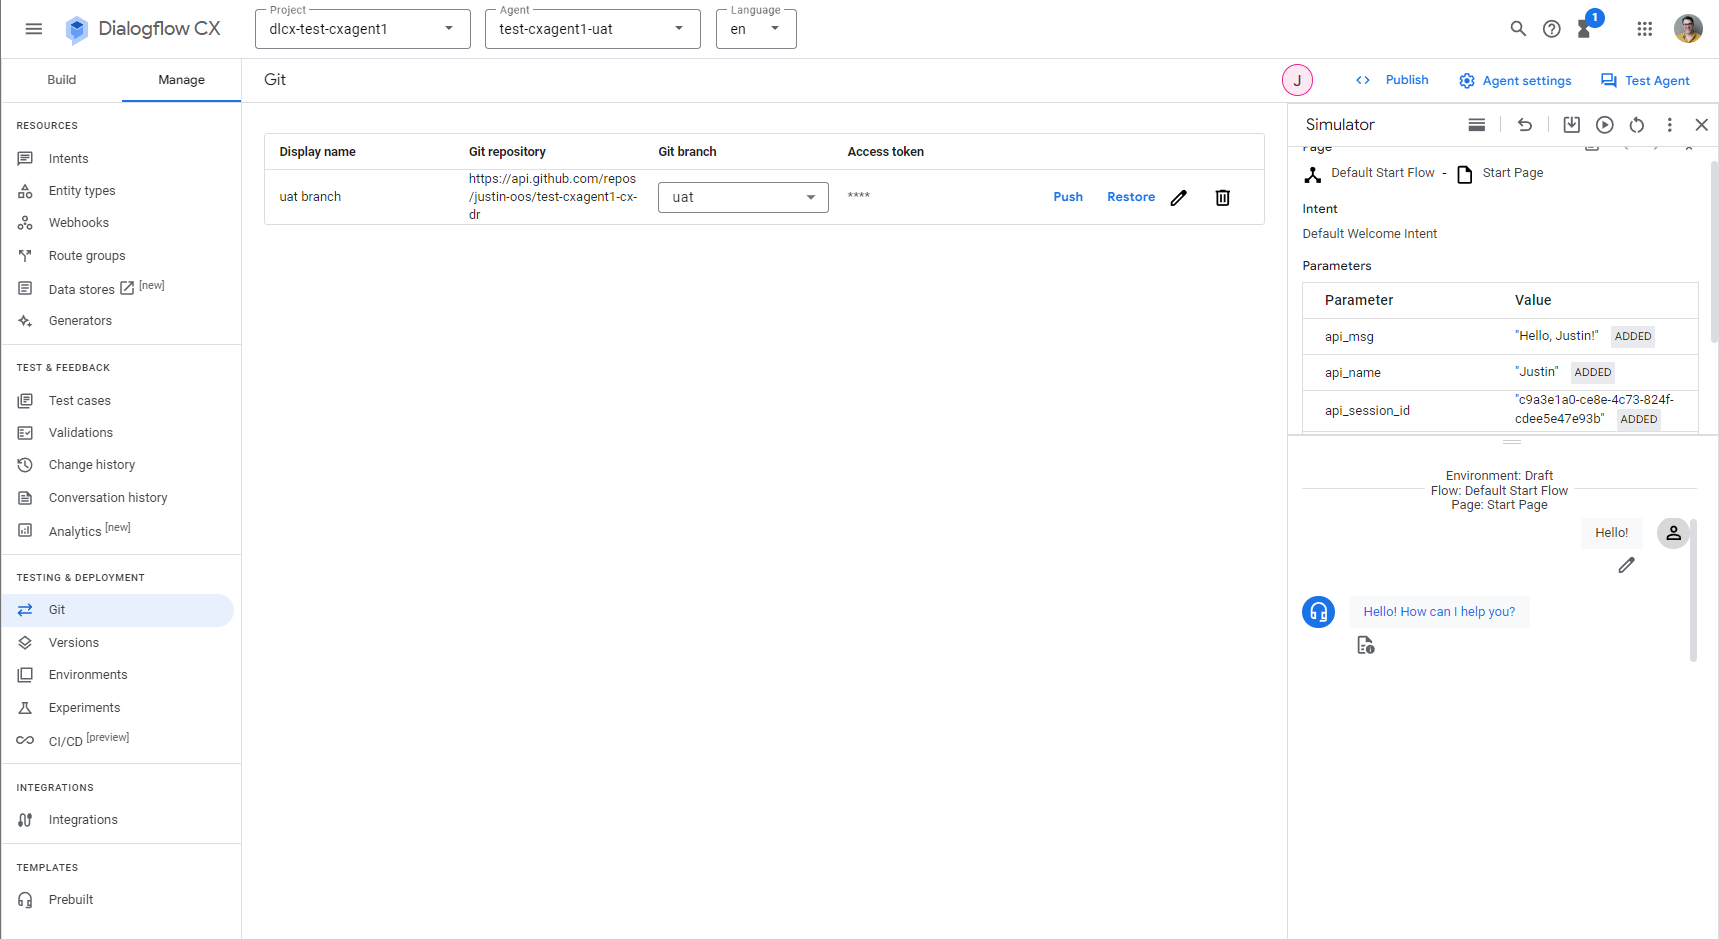 Dialogflow CX
Project
dlcx-test-cxagent1
Agent
test-cxagent1-uat
Language
en
1
Build
Manage
Git
J
Publish
Agent settings
Test Agent
RESOURCES
Intents
Entity types
Webhooks
Route groups
Data stores [new]
Generators
TEST & FEEDBACK
Test cases
Validations
Change history
Conversation history
Analytics [new]
TESTING & DEPLOYMENT
Git
Versions
Environments
Experiments
CI/CD [preview]
INTEGRATIONS
Integrations
TEMPLATES
Prebuilt
Display name
Git repository
Git branch
Access token
uat branch
https://api.github.com/repos
/justin-oos/test-cxagent1-cx-
dr
uat
****
Push
Restore
Simulator
Page
Default Start Flow - Start Page
Intent
Default Welcome Intent
Parameters
Parameter Value
api_msg "Hello, Justin!" ADDED
api_name "Justin" ADDED
api_session_id "c9a3e1a0-ce8e-4c73-824f-
cdee5e47e93b" ADDED
Environment: Draft
Flow: Default Start Flow
Page: Start Page
Hello!
Hello! How can I help you?